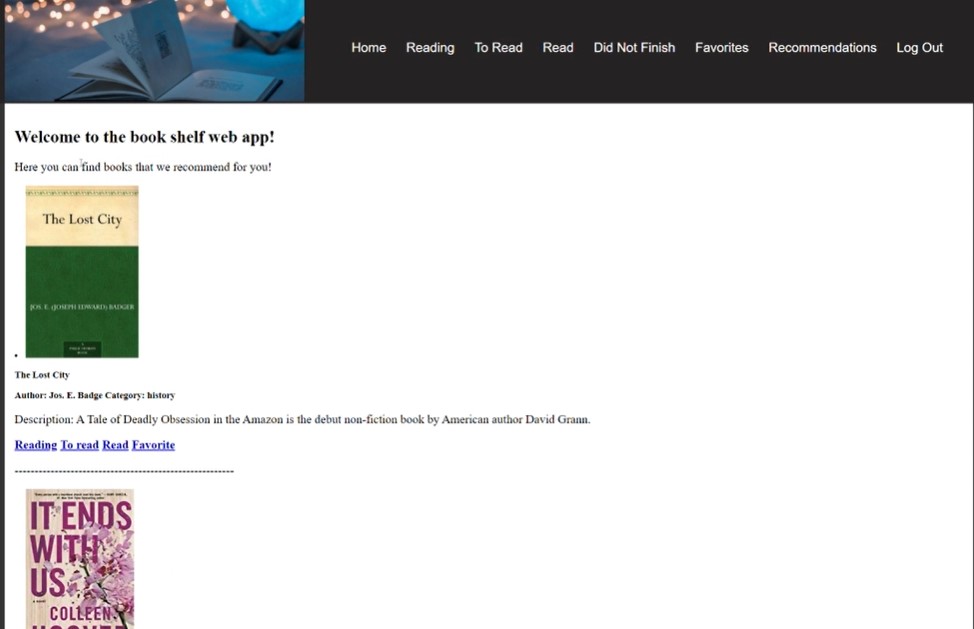 Home Reading To Read Read Did Not Finish Favorites Recommendations Log Out
Welcome to the book shelf web app!
Here you can find books that we recommend for you!
The Lost City
JOS. E. (JOSEPH EDWARD) BADGER
The Lost City
Author: Jos. E. Badge Category: history
Description: A Tale of Deadly Obsession in the Amazon is the debut non-fiction book by American author David Grann.
Reading To read Read Favorite
--------------------------------------------------------
IT ENDS
WITH
US
COLLEEN